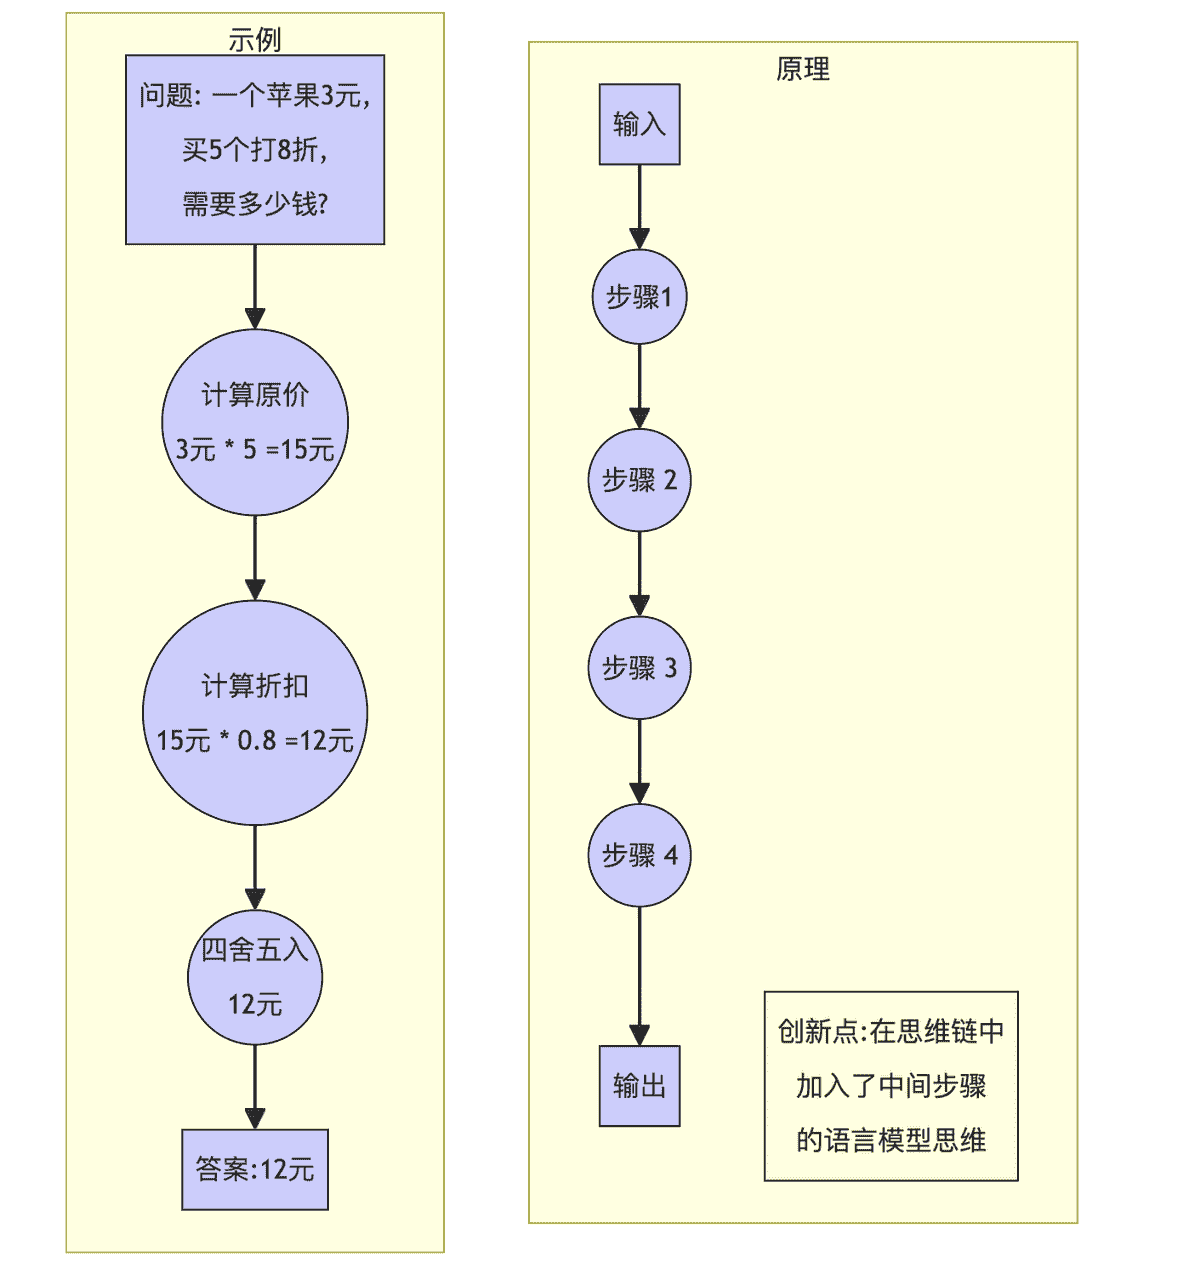 示例
问题: 一个苹果3元,
买5个打8折,
需要多少钱?
计算原价
3元 * 5 =15元
计算折扣
15元 * 0.8 =12元
四舍五入
12元
答案:12元
原理
输入
步骤1
步骤 2
步骤 3
步骤 4
输出
创新点:在思维链中
加入了中间步骤
的语言模型思维